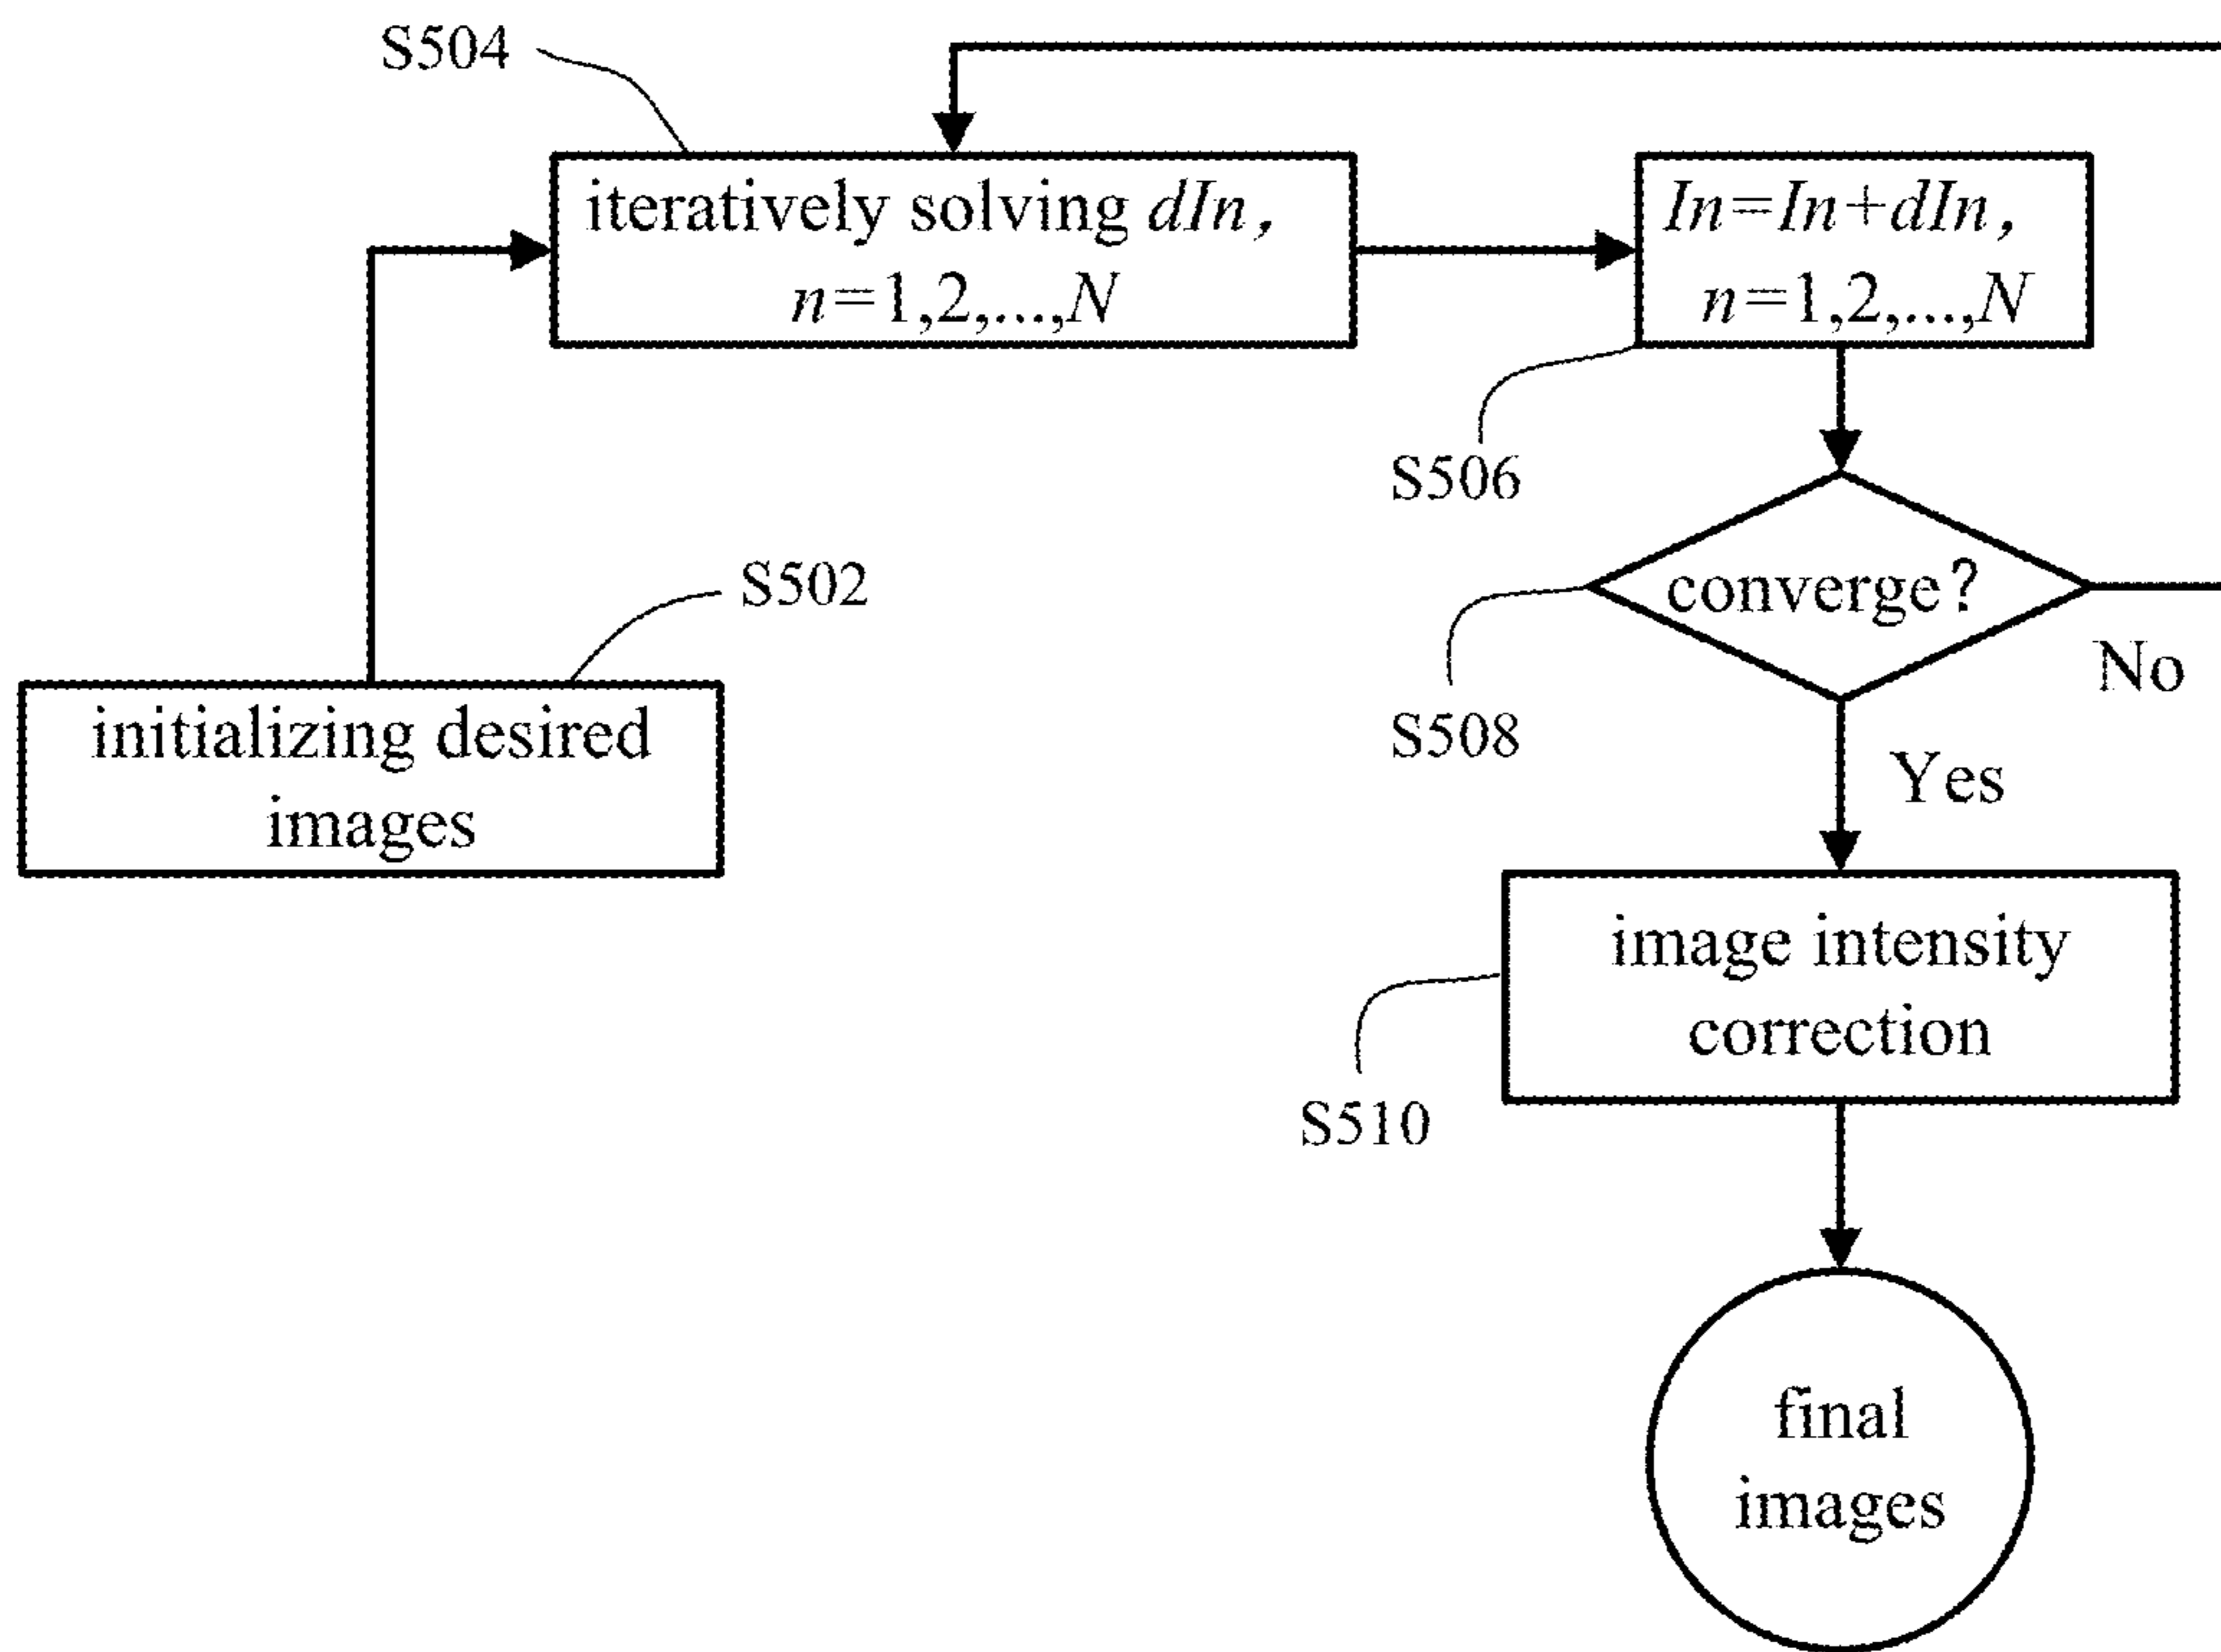 S504
iteratively solving dIn,
n=1,2,...,N
In=In+dIn,
n=1,2,...,N
S506
S502
converge?
No
initializing desired
images
S508
Yes
image intensity
correction
S510
final
images